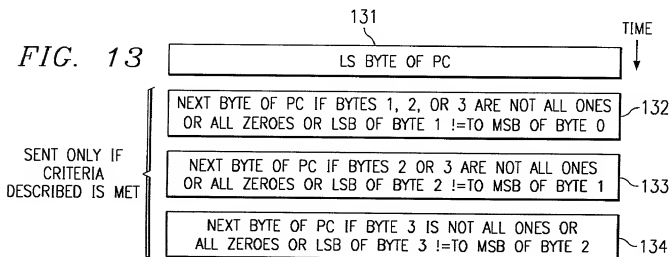 131
TIME
FIG. 13
LS BYTE OF PC
NEXT BYTE OF PC IF BYTES 1, 2, OR 3 ARE NOT ALL ONES
OR ALL ZEROES OR LSB OF BYTE 1 !=TO MSB OF BYTE 0
132
SENT ONLY IF
CRITERIA
DESCRIBED IS MET
NEXT BYTE OF PC IF BYTES 2 OR 3 ARE NOT ALL ONES
OR ALL ZEROES OR LSB OF BYTE 2 !=TO MSB OF BYTE 1
133
NEXT BYTE OF PC IF BYTE 3 IS NOT ALL ONES OR
ALL ZEROES OR LSB OF BYTE 3 !=TO MSB OF BYTE 2
134